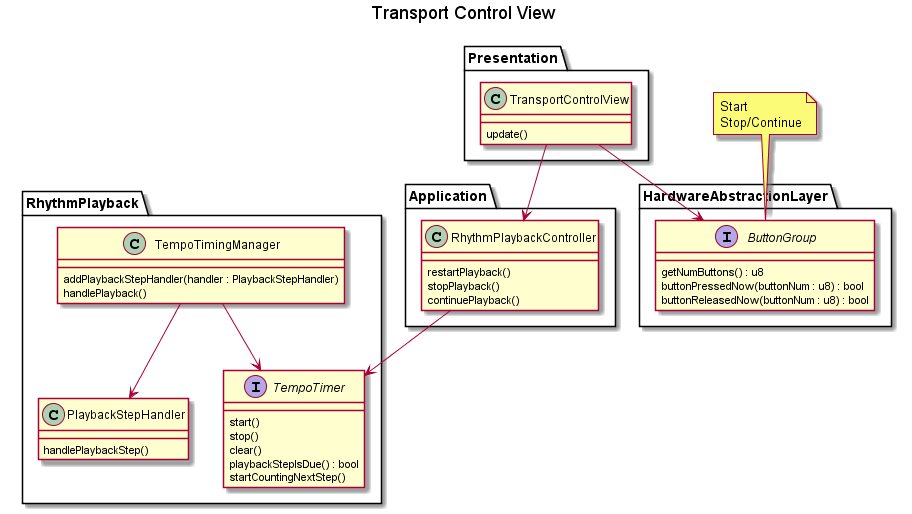 Transport Control View
Presentation
C TransportControlView
update()
Start
Stop/Continue
RhythmPlayback
C TempoTimingManager
addPlaybackStepHandler(handler : PlaybackStepHandler)
handlePlayback()
Application
C RhythmPlaybackController
restartPlayback()
stopPlayback()
continuePlayback()
HardwareAbstractionLayer
I ButtonGroup
getNumButtons() : u8
buttonPressedNow(buttonNum : u8) : bool
buttonReleasedNow(buttonNum : u8) : bool
C PlaybackStepHandler
handlePlaybackStep()
I TempoTimer
start()
stop()
clear()
playbackStepIsDue() : bool
startCountingNextStep()